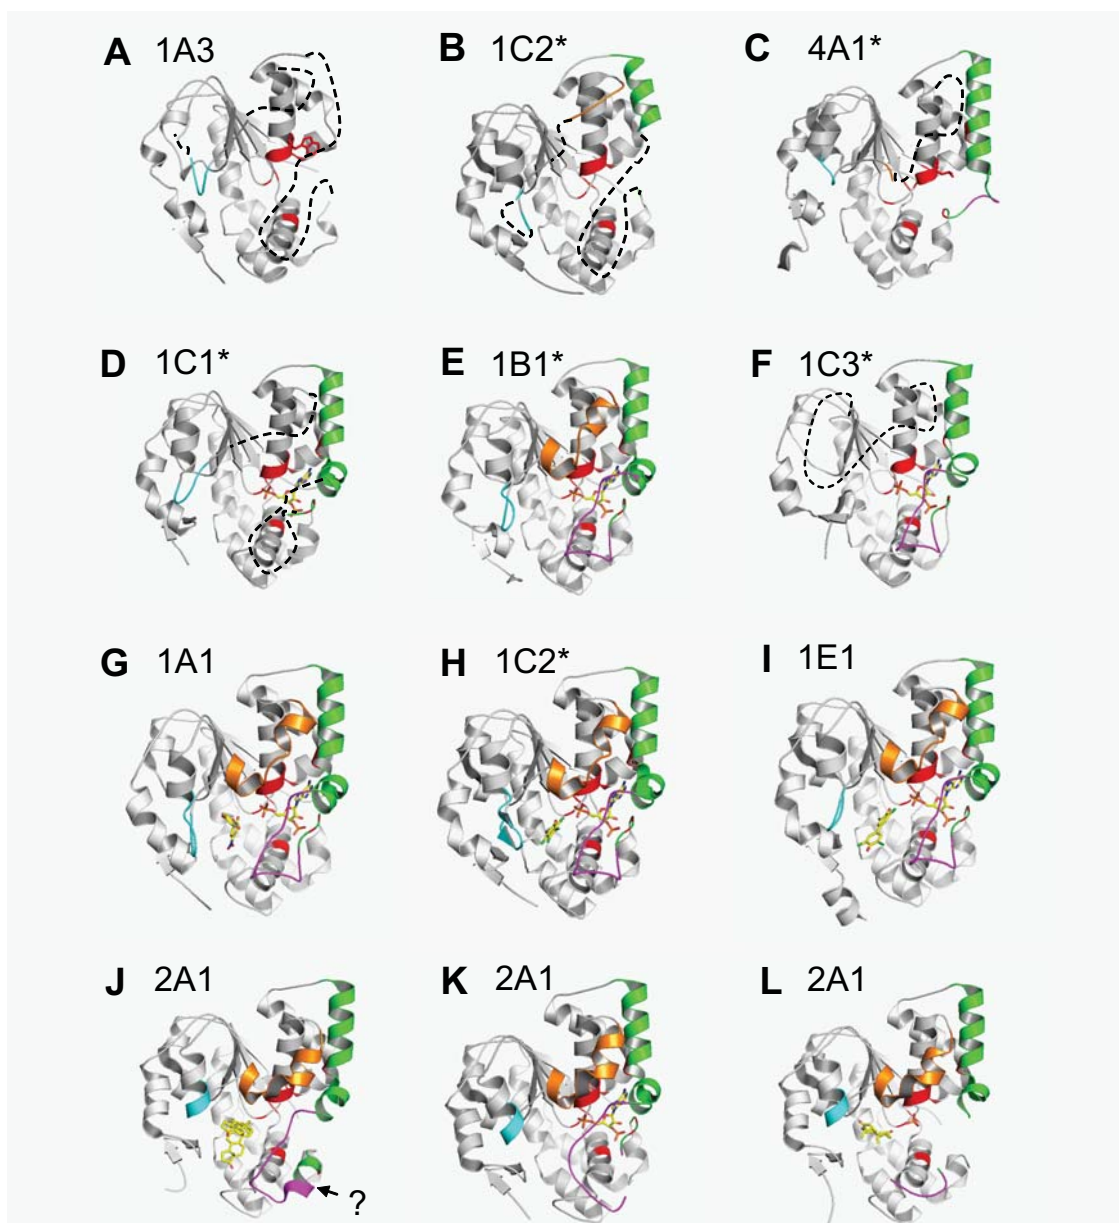 A 1A3 B 1C2* C 4A1*
D 1C1* E 1B1* F 1C3*
G 1A1 H 1C2* I 1E1
J 2A1 K 2A1 L 2A1
?